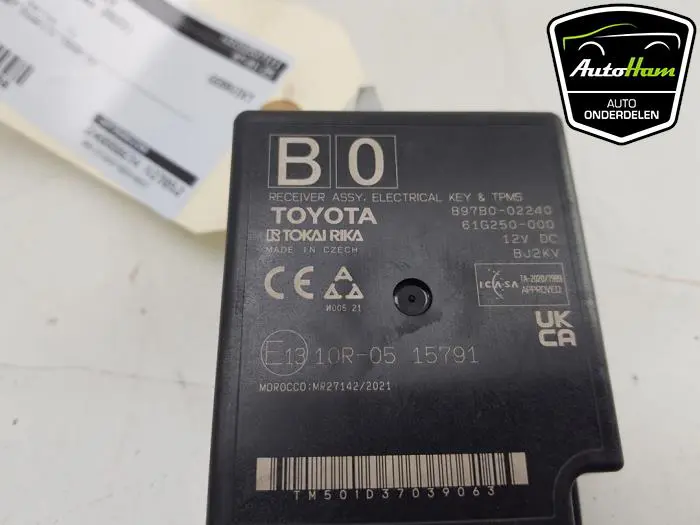 AutoHam
AUTO
ONDERDELEN
B0
RECEIVER ASSY, ELECTRICAL KEY & TPMS
TOYOTA 897B0-02240
TOKAI RIKA 61G250-000
MADE IN CZECH 12V DC
BJ2KV
CE
M005 21
ICASA TA-2020/7989
APPROVED
UK
CA
E13 10R-05 15791
MOROCCO:MR27142/2021
TM501D37039063